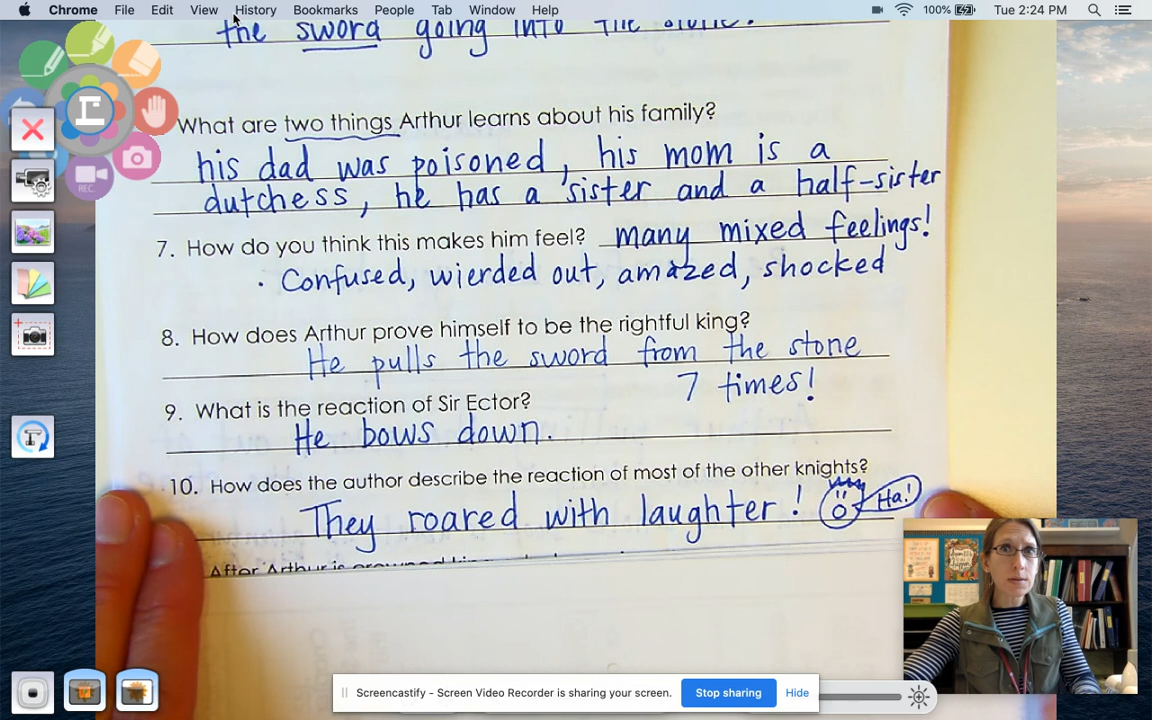 Chrome File Edit View History Bookmarks People Tab Window Help 100% Tue 2:24 PM
the sword going into the stone.
What are two things Arthur learns about his family?
his dad was poisoned, his mom is a
dutchess, he has a sister and a half-sister
7. How do you think this makes him feel? many mixed feelings!
· Confused, wierded out, amazed, shocked
8. How does Arthur prove himself to be the rightful king?
He pulls the sword from the stone
7 times!
9. What is the reaction of Sir Ector?
He bows down.
10. How does the author describe the reaction of most of the other knights?
They roared with laughter! Ha!
After Arthur is crowned
REC
Screencastify - Screen Video Recorder is sharing your screen. Stop sharing Hide